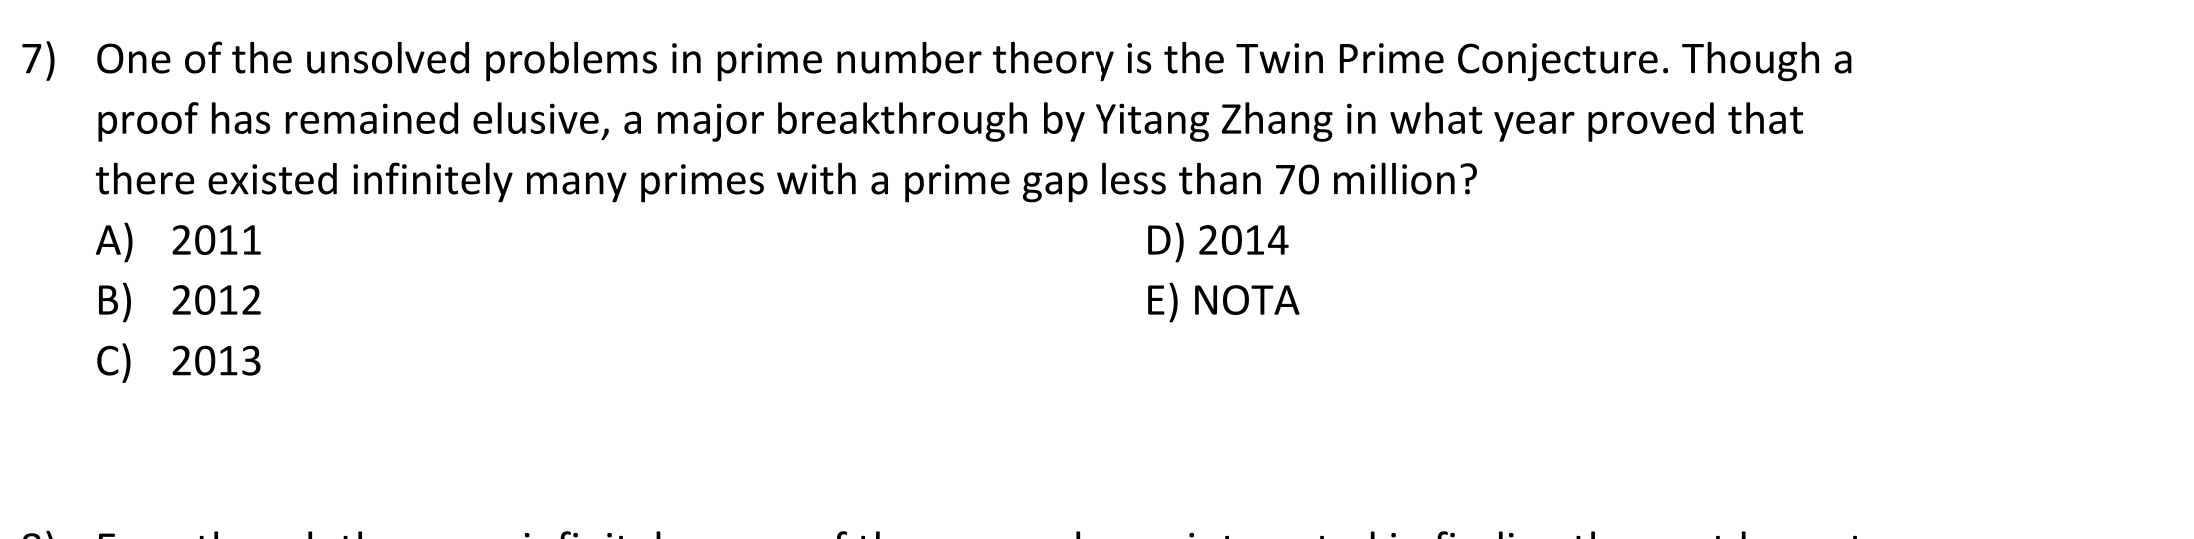 7) One of the unsolved problems in prime number theory is the Twin Prime Conjecture. Though a
proof has remained elusive, a major breakthrough by Yitang Zhang in what year proved that
there existed infinitely many primes with a prime gap less than 70 million?
A) 2011 D) 2014
B) 2012 E) NOTA
C) 2013